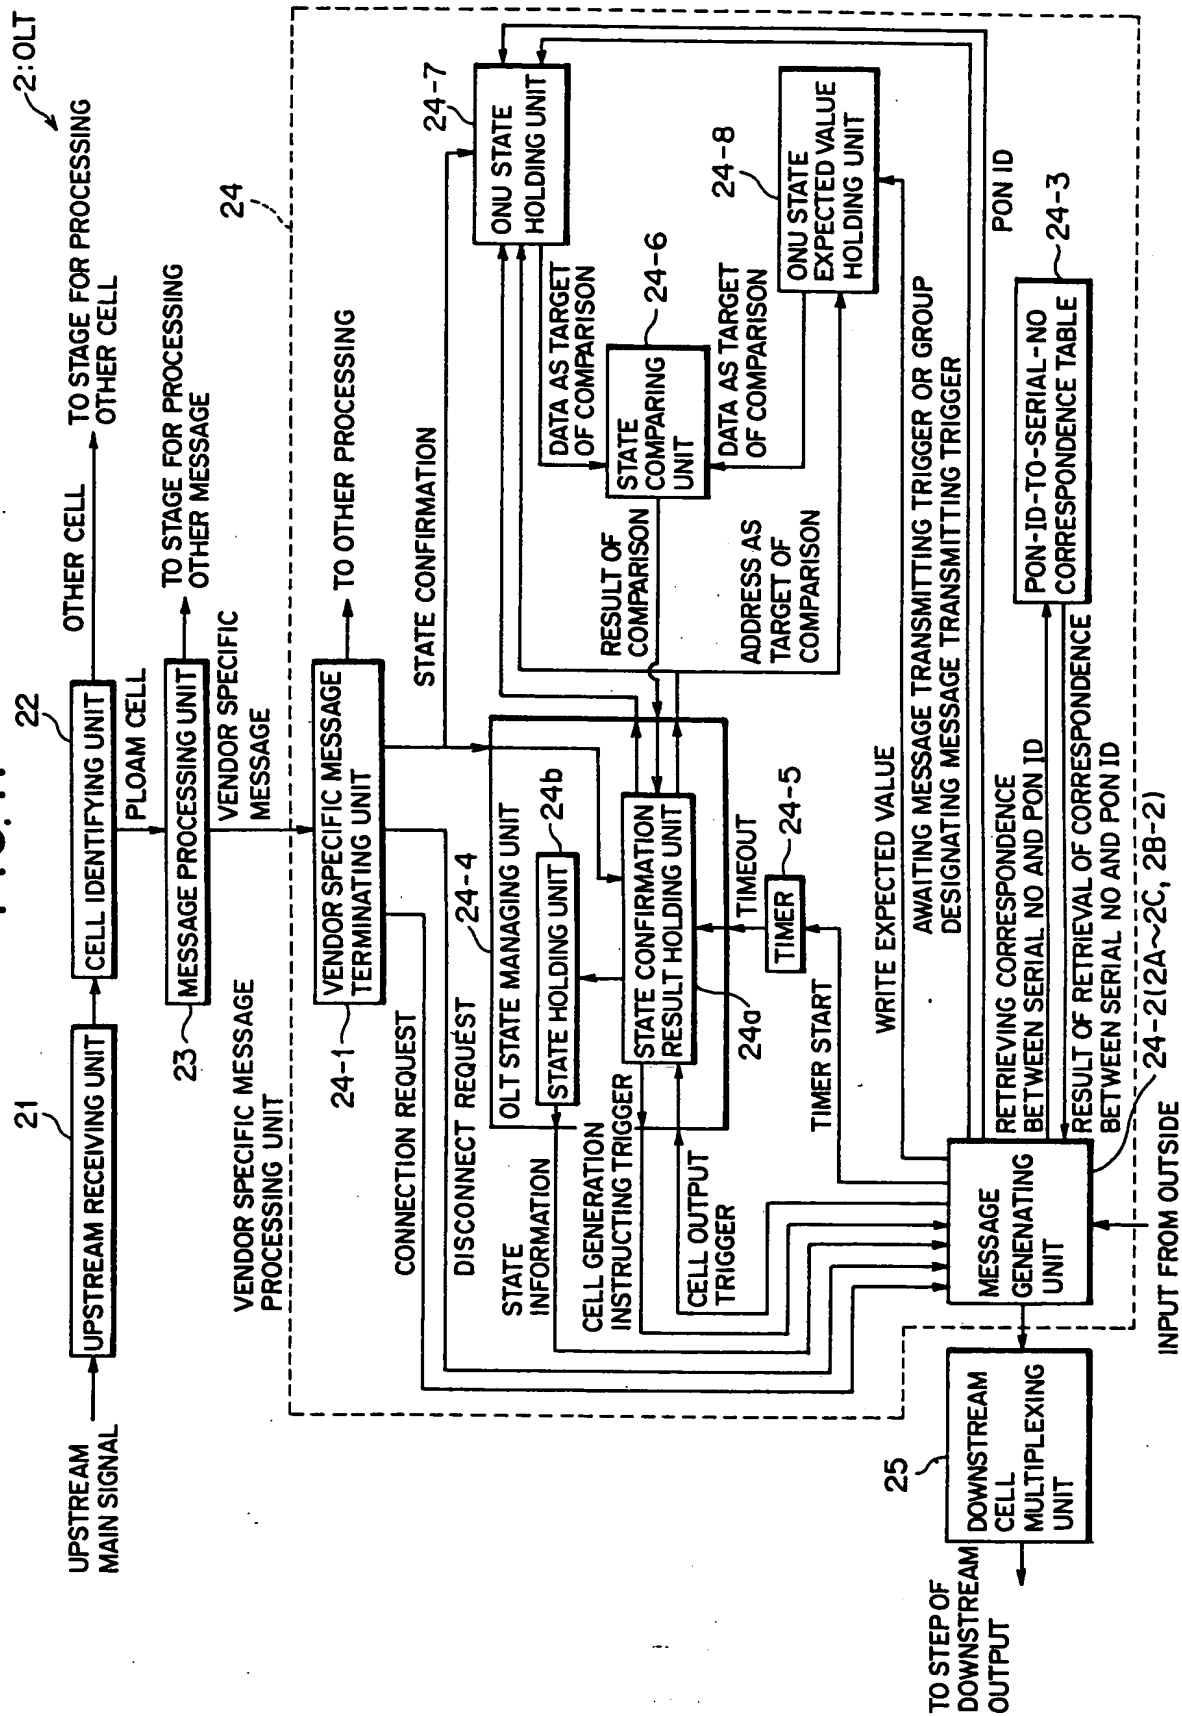 2:OLT
UPSTREAM
MAIN SIGNAL
21
UPSTREAM RECEIVING UNIT
22
CELL IDENTIFYING UNIT
OTHER CELL
TO STAGE FOR PROCESSING
OTHER CELL
PLOAM CELL
23
MESSAGE PROCESSING UNIT
TO STAGE FOR PROCESSING
OTHER MESSAGE
VENDOR SPECIFIC
MESSAGE
24
VENDOR SPECIFIC MESSAGE
PROCESSING UNIT
24-1
VENDOR SPECIFIC MESSAGE
TERMINATING UNIT
TO OTHER PROCESSING
CONNECTION REQUEST
DISCONNECT REQUEST
STATE CONFIRMATION
24-7
ONU STATE
HOLDING UNIT
24-4
OLT STATE MANAGING UNIT
24b
STATE HOLDING UNIT
STATE CONFIRMATION
RESULT HOLDING UNIT
24a
STATE
INFORMATION
CELL GENERATION
INSTRUCTING TRIGGER
CELL OUTPUT
TRIGGER
TIMEOUT
24-5
TIMER
TIMER START
RESULT OF
COMPARISON
24-6
STATE
COMPARING
UNIT
DATA AS TARGET
OF COMPARISON
DATA AS TARGET
OF COMPARISON
24-8
ONU STATE
EXPECTED VALUE
HOLDING UNIT
ADDRESS AS
TARGET OF
COMPARISON
WRITE EXPECTED VALUE
AWAITING MESSAGE TRANSMITTING TRIGGER OR GROUP
DESIGNATING MESSAGE TRANSMITTING TRIGGER
PON ID
RETRIEVING CORRESPONDENCE
BETWEEN SERIAL NO AND PON ID
24-3
PON-ID-TO-SERIAL-NO
CORRESPONDENCE TABLE
RESULT OF RETRIEVAL OF CORRESPONDENCE
BETWEEN SERIAL NO AND PON ID
MESSAGE
GENENATING
UNIT
24-2(2A~2C, 2B-2)
INPUT FROM OUTSIDE
25
DOWNSTREAM
CELL
MULTIPLEXING
UNIT
TO STEP OF
DOWNSTREAM
OUTPUT